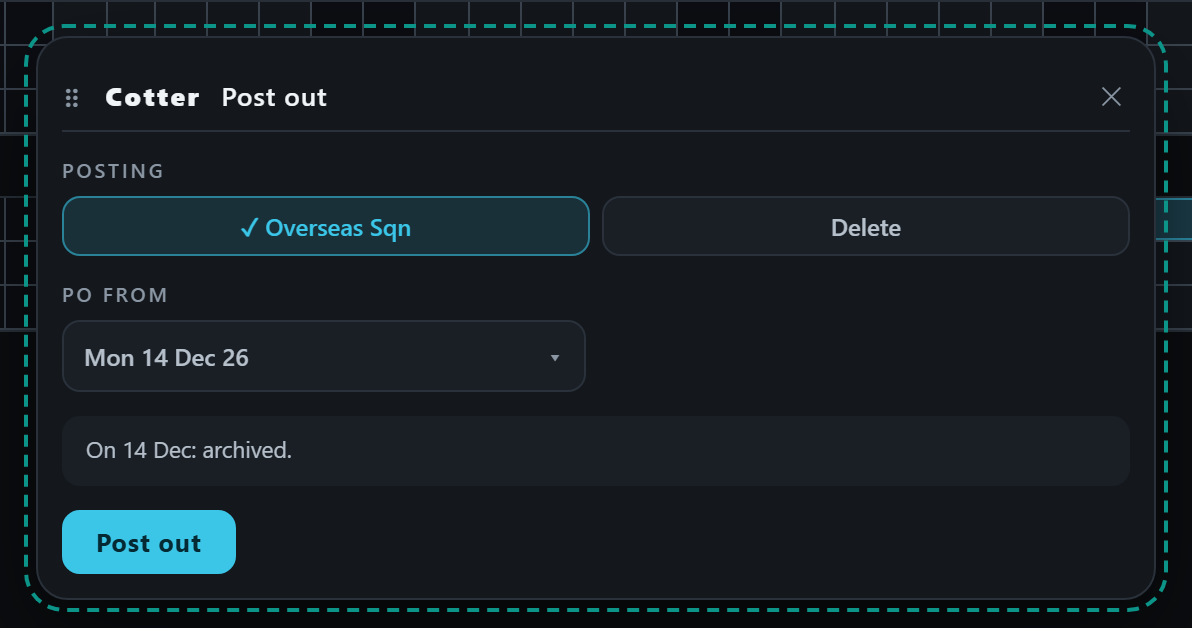 Cotter Post out
POSTING
✓ Overseas Sqn
Delete
PO FROM
Mon 14 Dec 26
On 14 Dec: archived.
Post out